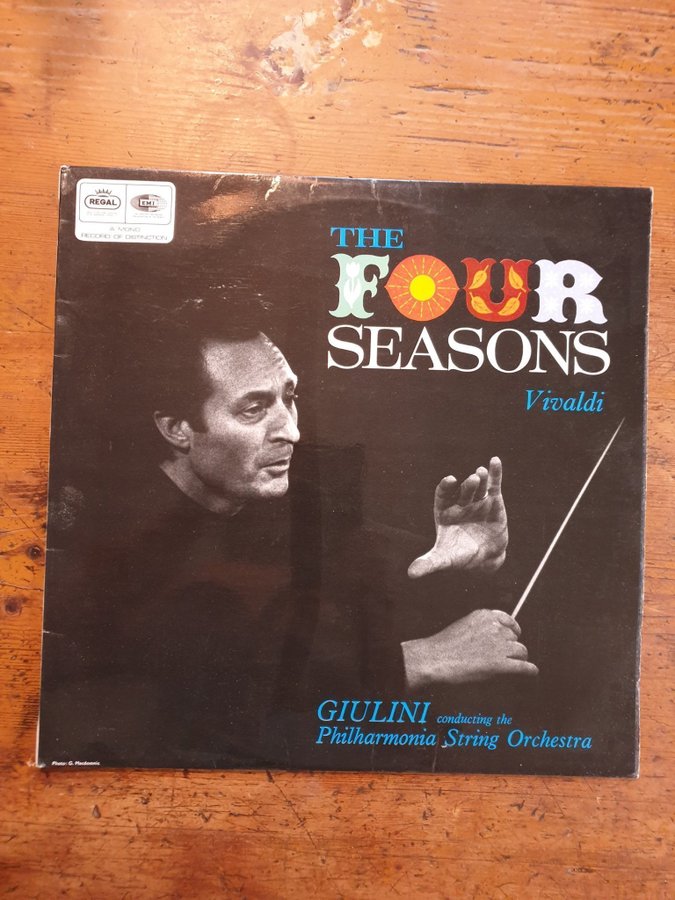 REGAL
EMI
A MONO
RECORD OF DISTINCTION
THE
FOUR
SEASONS
Vivaldi
GIULINI conducting the
Philharmonia String Orchestra